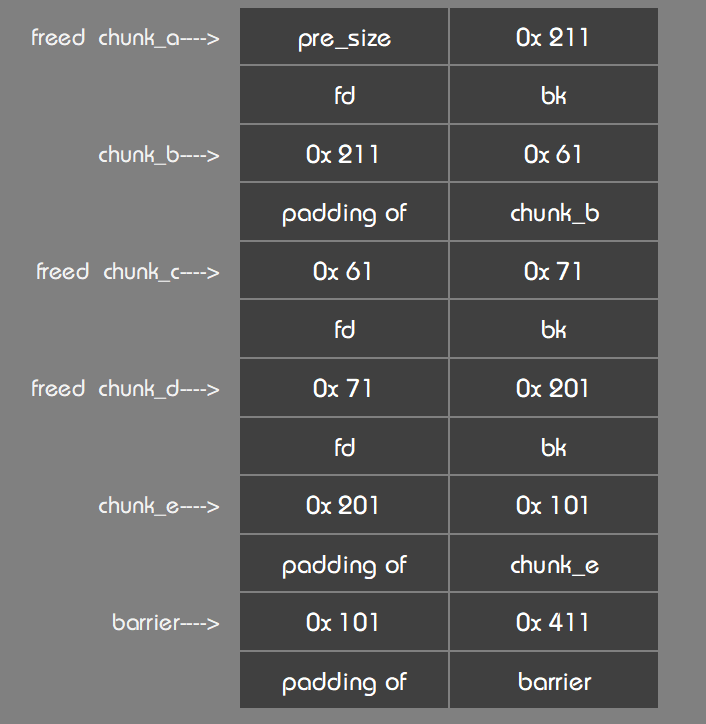 freed chunk_a----> pre_size 0x 211
fd bk
chunk_b----> 0x 211 0x 61
padding of chunk_b
freed chunk_c----> 0x 61 0x 71
fd bk
freed chunk_d----> 0x 71 0x 201
fd bk
chunk_e----> 0x 201 0x 101
padding of chunk_e
barrier----> 0x 101 0x 411
padding of barrier